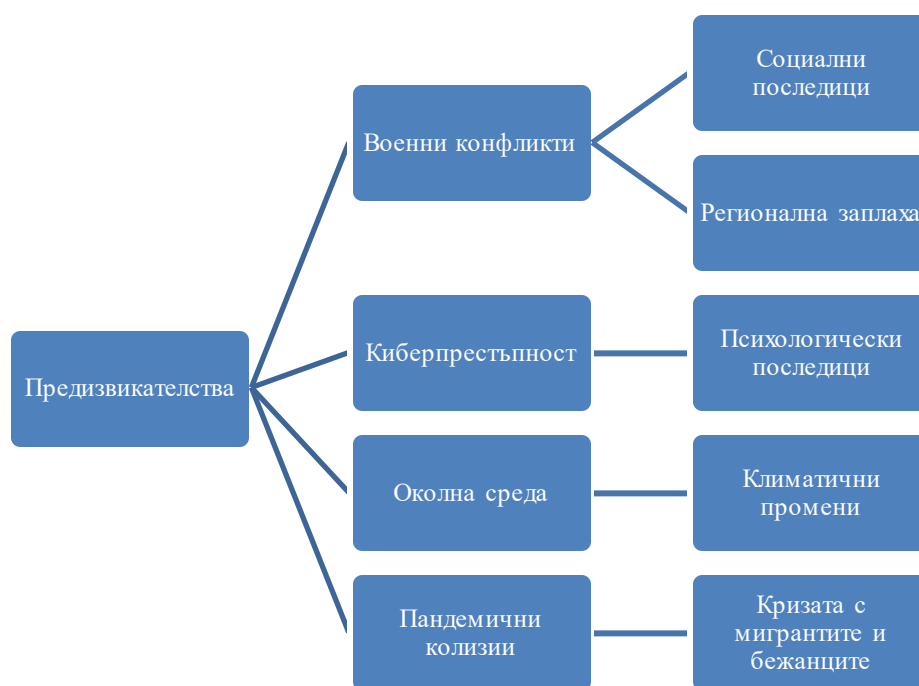 Предизвикателства
Военни конфликти
Социални
последици
Регионална заплаха
Киберпрестъпност
Психологически
последици
Околна среда
Климатични
промени
Пандемични
колизии
Кризата с
мигрантите и
бежанците